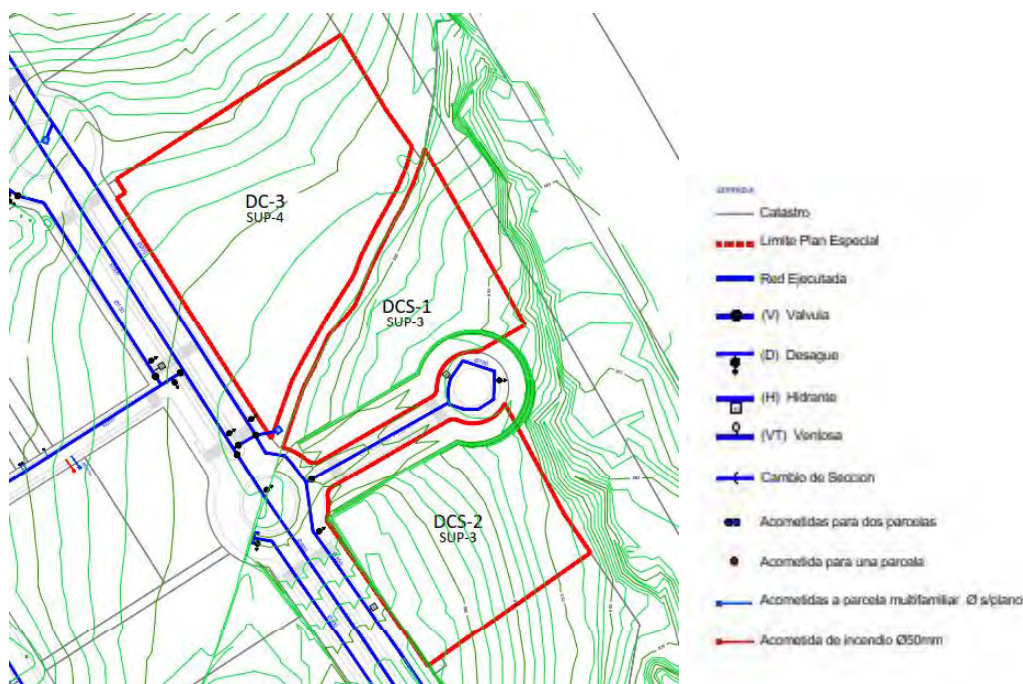 DC-3
SUP-4
DCS-1
SUP-3
DCS-2
SUP-3
LEYENDA
Catastro
Limite Plan Especial
Red Ejecutada
(V) Valvula
(D) Desague
(H) Hidrante
(VT) Ventosa
Cambio de Seccion
Acometidas para dos parcelas
Acometida para una parcela
Acometidas a parcela multifamiliar Ø s/plano
Acometida de incendio Ø50mm